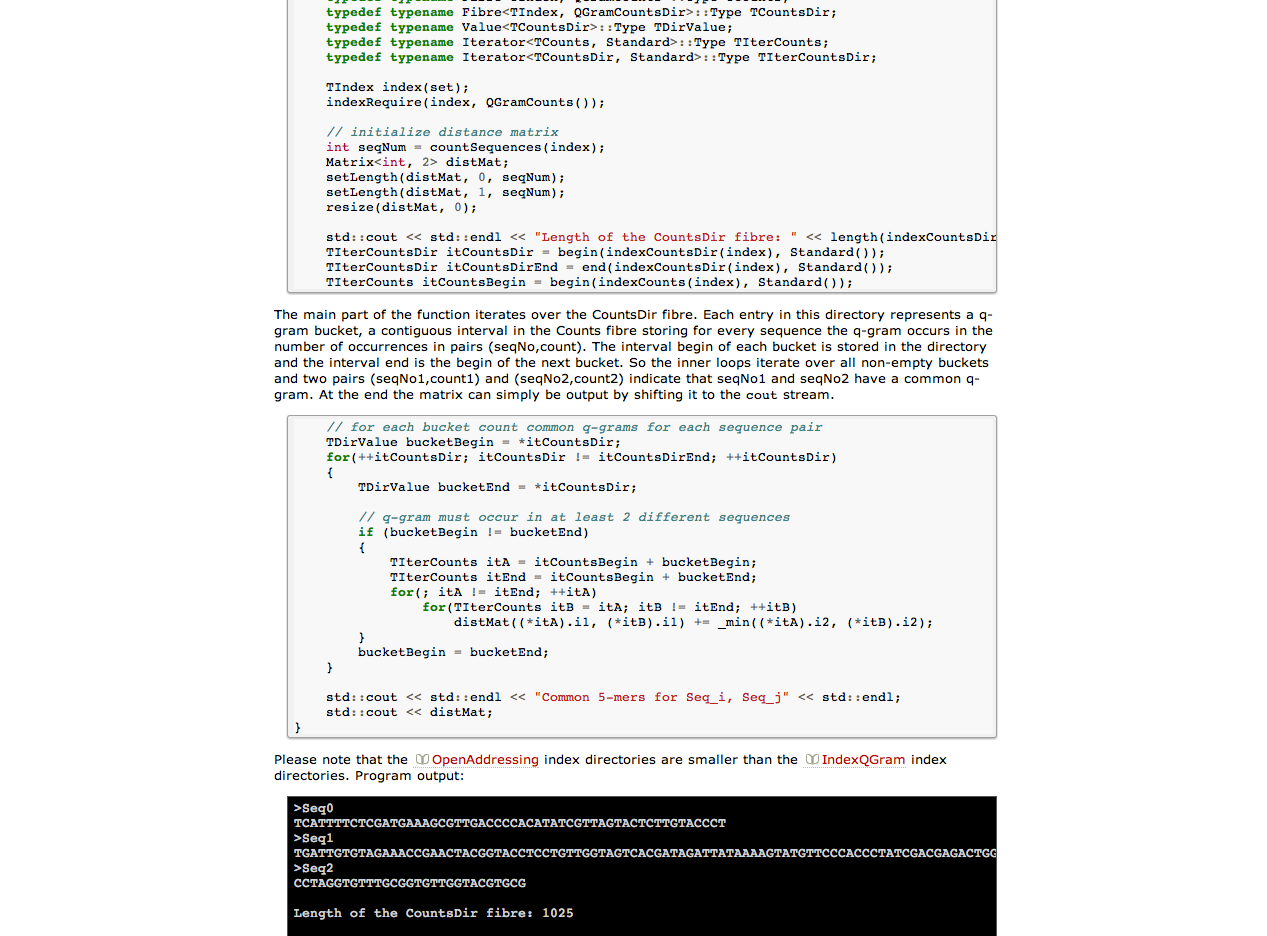 typedef typename Fibre<TIndex, QGramCountsDir>::Type TCountsDir;
typedef typename Value<TCountsDir>::Type TDirValue;
typedef typename Iterator<TCounts, Standard>::Type TIterCounts;
typedef typename Iterator<TCountsDir, Standard>::Type TIterCountsDir;
TIndex index(set);
indexRequire(index, QGramCounts());
// initialize distance matrix
int seqNum = countSequences(index);
Matrix<int, 2> distMat;
setLength(distMat, 0, seqNum);
setLength(distMat, 1, seqNum);
resize(distMat, 0);
std::cout << std::endl << "Length of the CountsDir fibre: " << length(indexCountsDir
TIterCountsDir itCountsDir = begin(indexCountsDir(index), Standard());
TIterCountsDir itCountsDirEnd = end(indexCountsDir(index), Standard());
TIterCounts itCountsBegin = begin(indexCounts(index), Standard());
The main part of the function iterates over the CountsDir fibre. Each entry in this directory represents a q-
gram bucket, a contiguous interval in the Counts fibre storing for every sequence the q-gram occurs in the
number of occurrences in pairs (seqNo,count). The interval begin of each bucket is stored in the directory
and the interval end is the begin of the next bucket. So the inner loops iterate over all non-empty buckets
and two pairs (seqNo1,count1) and (seqNo2,count2) indicate that seqNo1 and seqNo2 have a common q-
gram. At the end the matrix can simply be output by shifting it to the cout stream.
// for each bucket count common q-grams for each sequence pair
TDirValue bucketBegin = *itCountsDir;
for(++itCountsDir; itCountsDir != itCountsDirEnd; ++itCountsDir)
{
TDirValue bucketEnd = *itCountsDir;
// q-gram must occur in at least 2 different sequences
if (bucketBegin != bucketEnd)
{
TIterCounts itA = itCountsBegin + bucketBegin;
TIterCounts itEnd = itCountsBegin + bucketEnd;
for(; itA != itEnd; ++itA)
for(TIterCounts itB = itA; itB != itEnd; ++itB)
distMat((*itA).i1, (*itB).i1) += _min((*itA).i2, (*itB).i2);
}
bucketBegin = bucketEnd;
}
std::cout << std::endl << "Common 5-mers for Seq_i, Seq_j" << std::endl;
std::cout << distMat;
}
Please note that the OpenAddressing index directories are smaller than the IndexQGram index
directories. Program output:
>Seq0
TCATTTTCTCGATGAAAGCGTTGACCCCACATATCGTTAGTACTCTTGTACCCT
>Seq1
TGATTGTGTAGAAACCGAACTACGGTACCTCCTGTTGGTAGTCACGATAGATTATAAAAGTATGTTCCCACCCTATCGACGAGACTGG
>Seq2
CCTAGGTGTTTGCGGTGTTGGTACGTGCG
Length of the CountsDir fibre: 1025